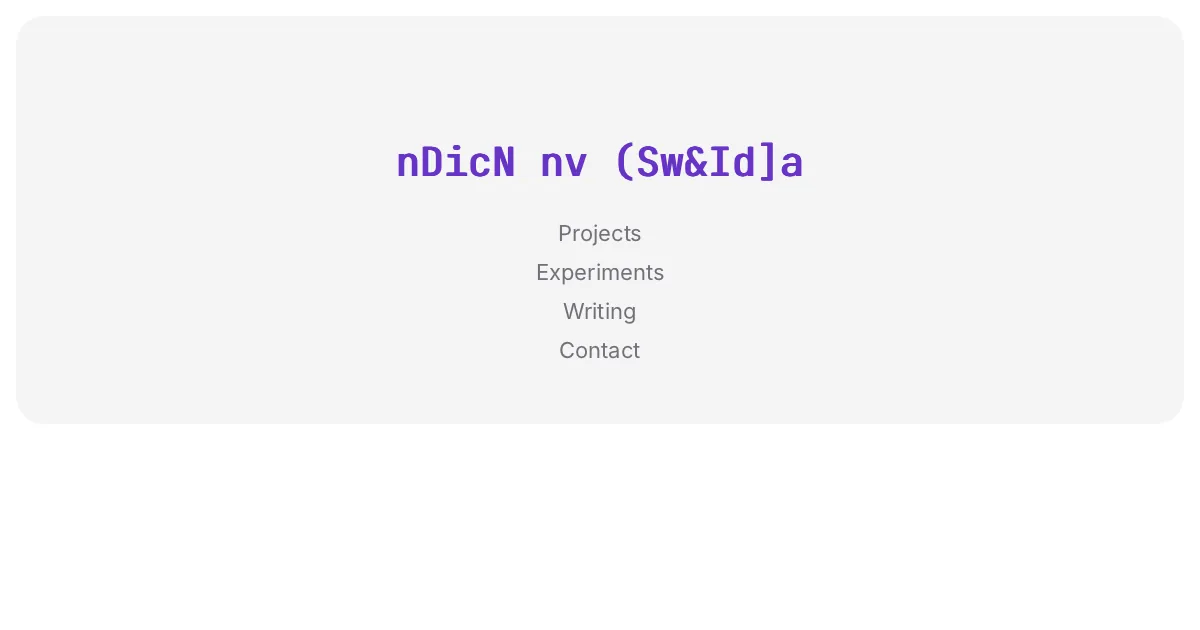 nDicN nv (Sw&Id]a
Projects
Experiments
Writing
Contact